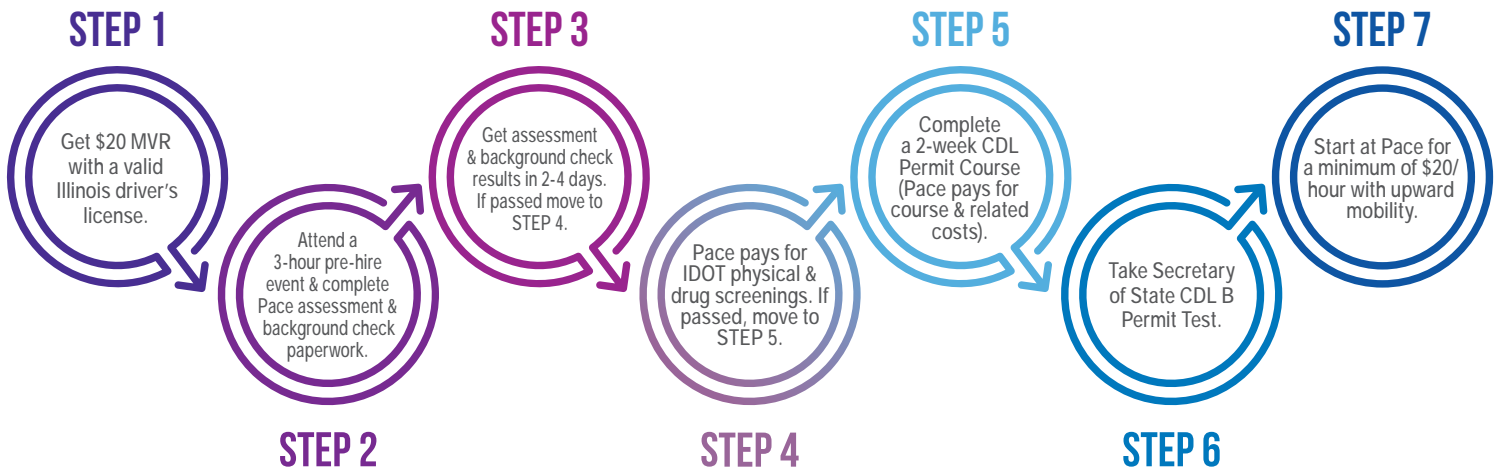 STEP 1
Get $20 MVR
with a valid
Illinois driver's
license.
STEP 2
Attend a
3-hour pre-hire
event & complete
Pace assessment &
background check
paperwork.
STEP 3
Get assessment
& background check
results in 2-4 days.
If passed move to
STEP 4.
STEP 4
Pace pays for
IDOT physical &
drug screenings. If
passed, move to
STEP 5.
STEP 5
Complete
a 2-week CDL
Permit Course
(Pace pays for
course & related
costs).
STEP 6
Take Secretary
of State CDL B
Permit Test.
STEP 7
Start at Pace for
a minimum of $20/
hour with upward
mobility.